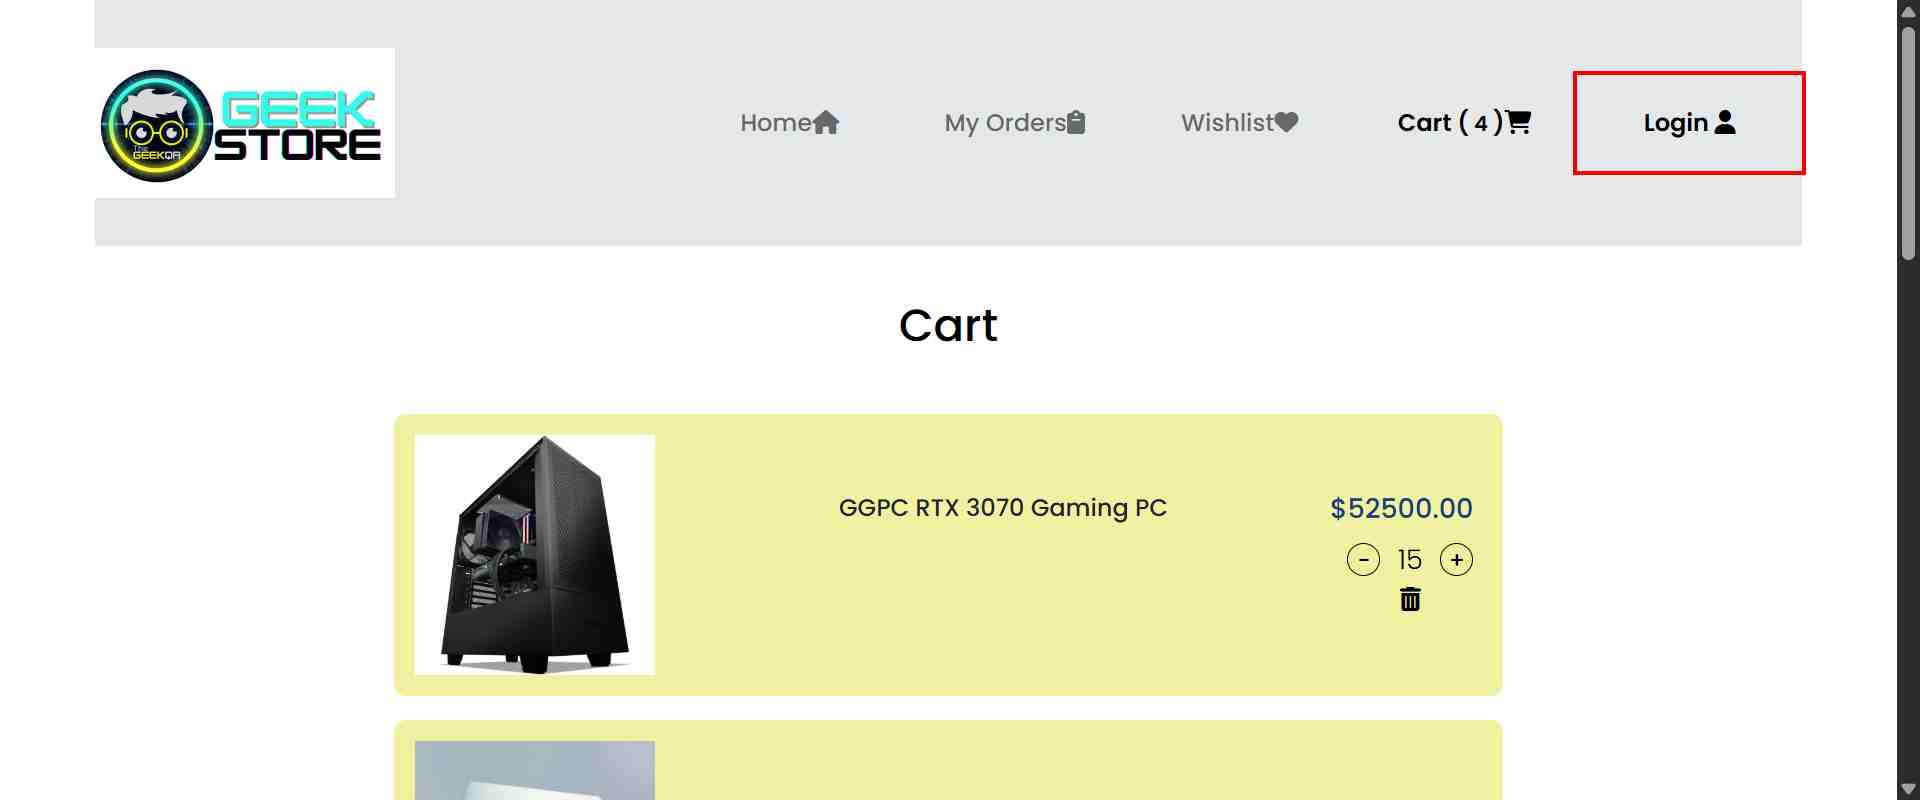 GEEK
STORE
The
GEEKQA
Home
My Orders
Wishlist
Cart ( 4 )
Login
Cart
GGPC RTX 3070 Gaming PC
$52500.00
- 15 +